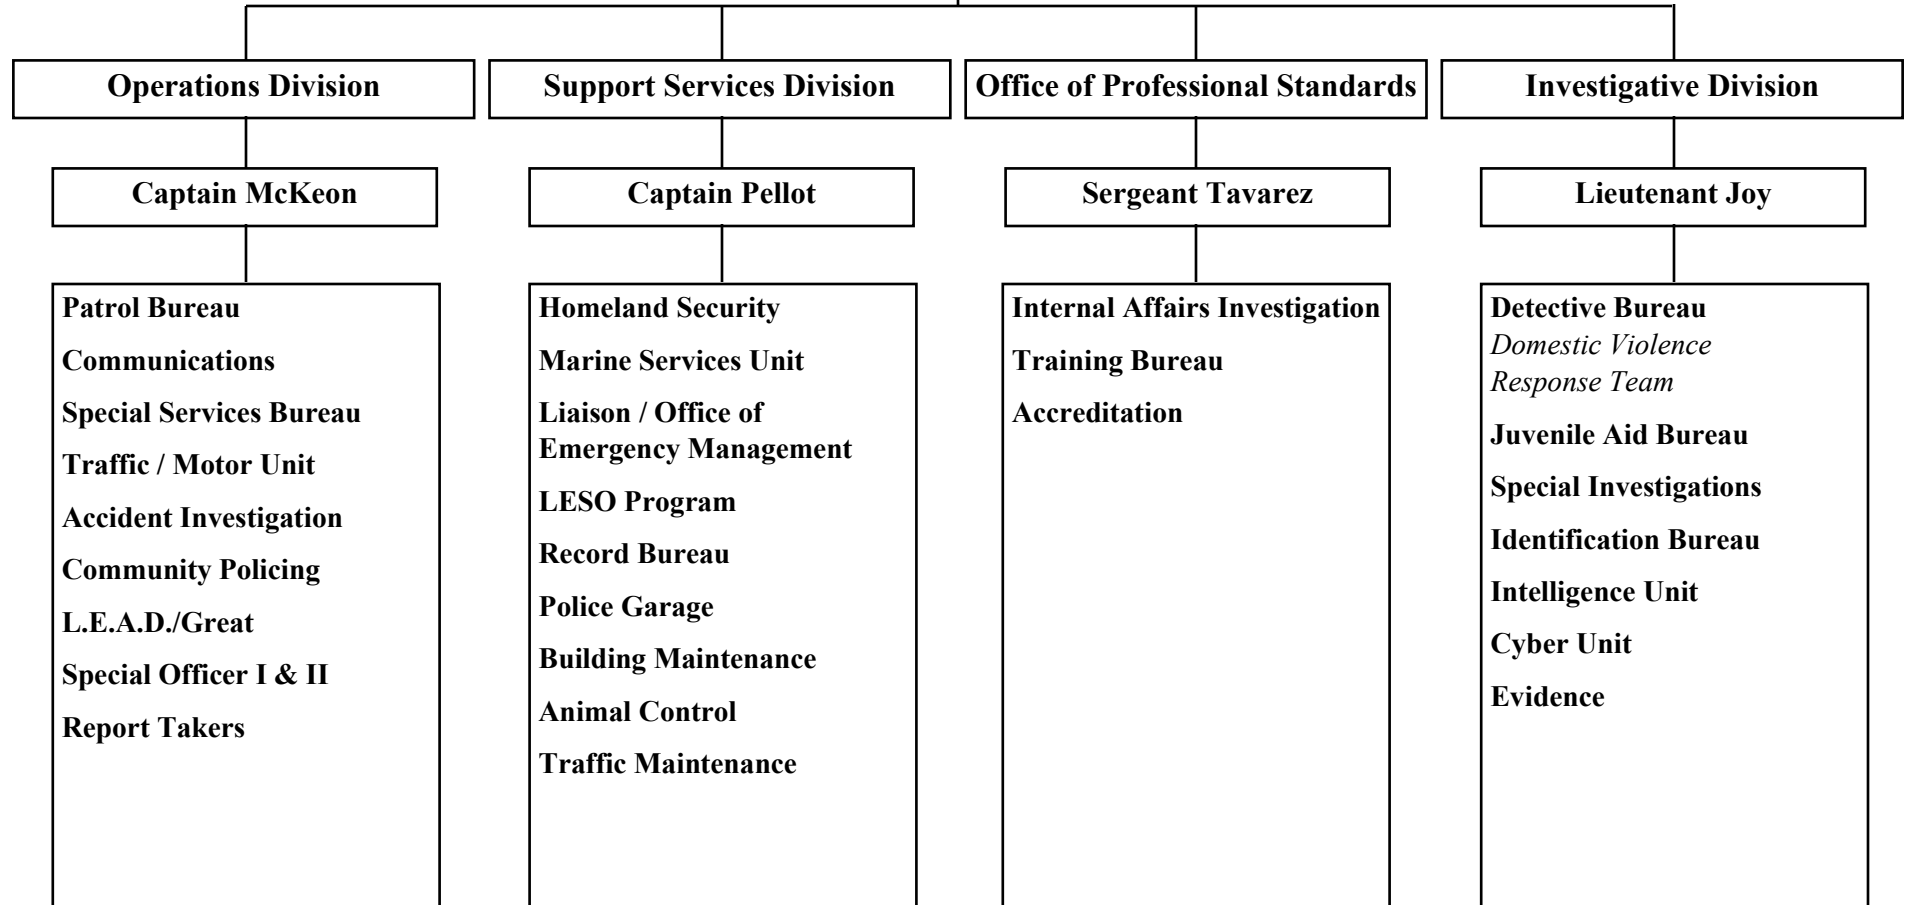 Operations Division
Captain McKeon
Patrol Bureau
Communications
Special Services Bureau
Traffic / Motor Unit
Accident Investigation
Community Policing
L.E.A.D./Great
Special Officer I & II
Report Takers
Support Services Division
Captain Pellot
Homeland Security
Marine Services Unit
Liaison / Office of
Emergency Management
LESO Program
Record Bureau
Police Garage
Building Maintenance
Animal Control
Traffic Maintenance
Office of Professional Standards
Sergeant Tavarez
Internal Affairs Investigation
Training Bureau
Accreditation
Investigative Division
Lieutenant Joy
Detective Bureau
Domestic Violence
Response Team
Juvenile Aid Bureau
Special Investigations
Identification Bureau
Intelligence Unit
Cyber Unit
Evidence